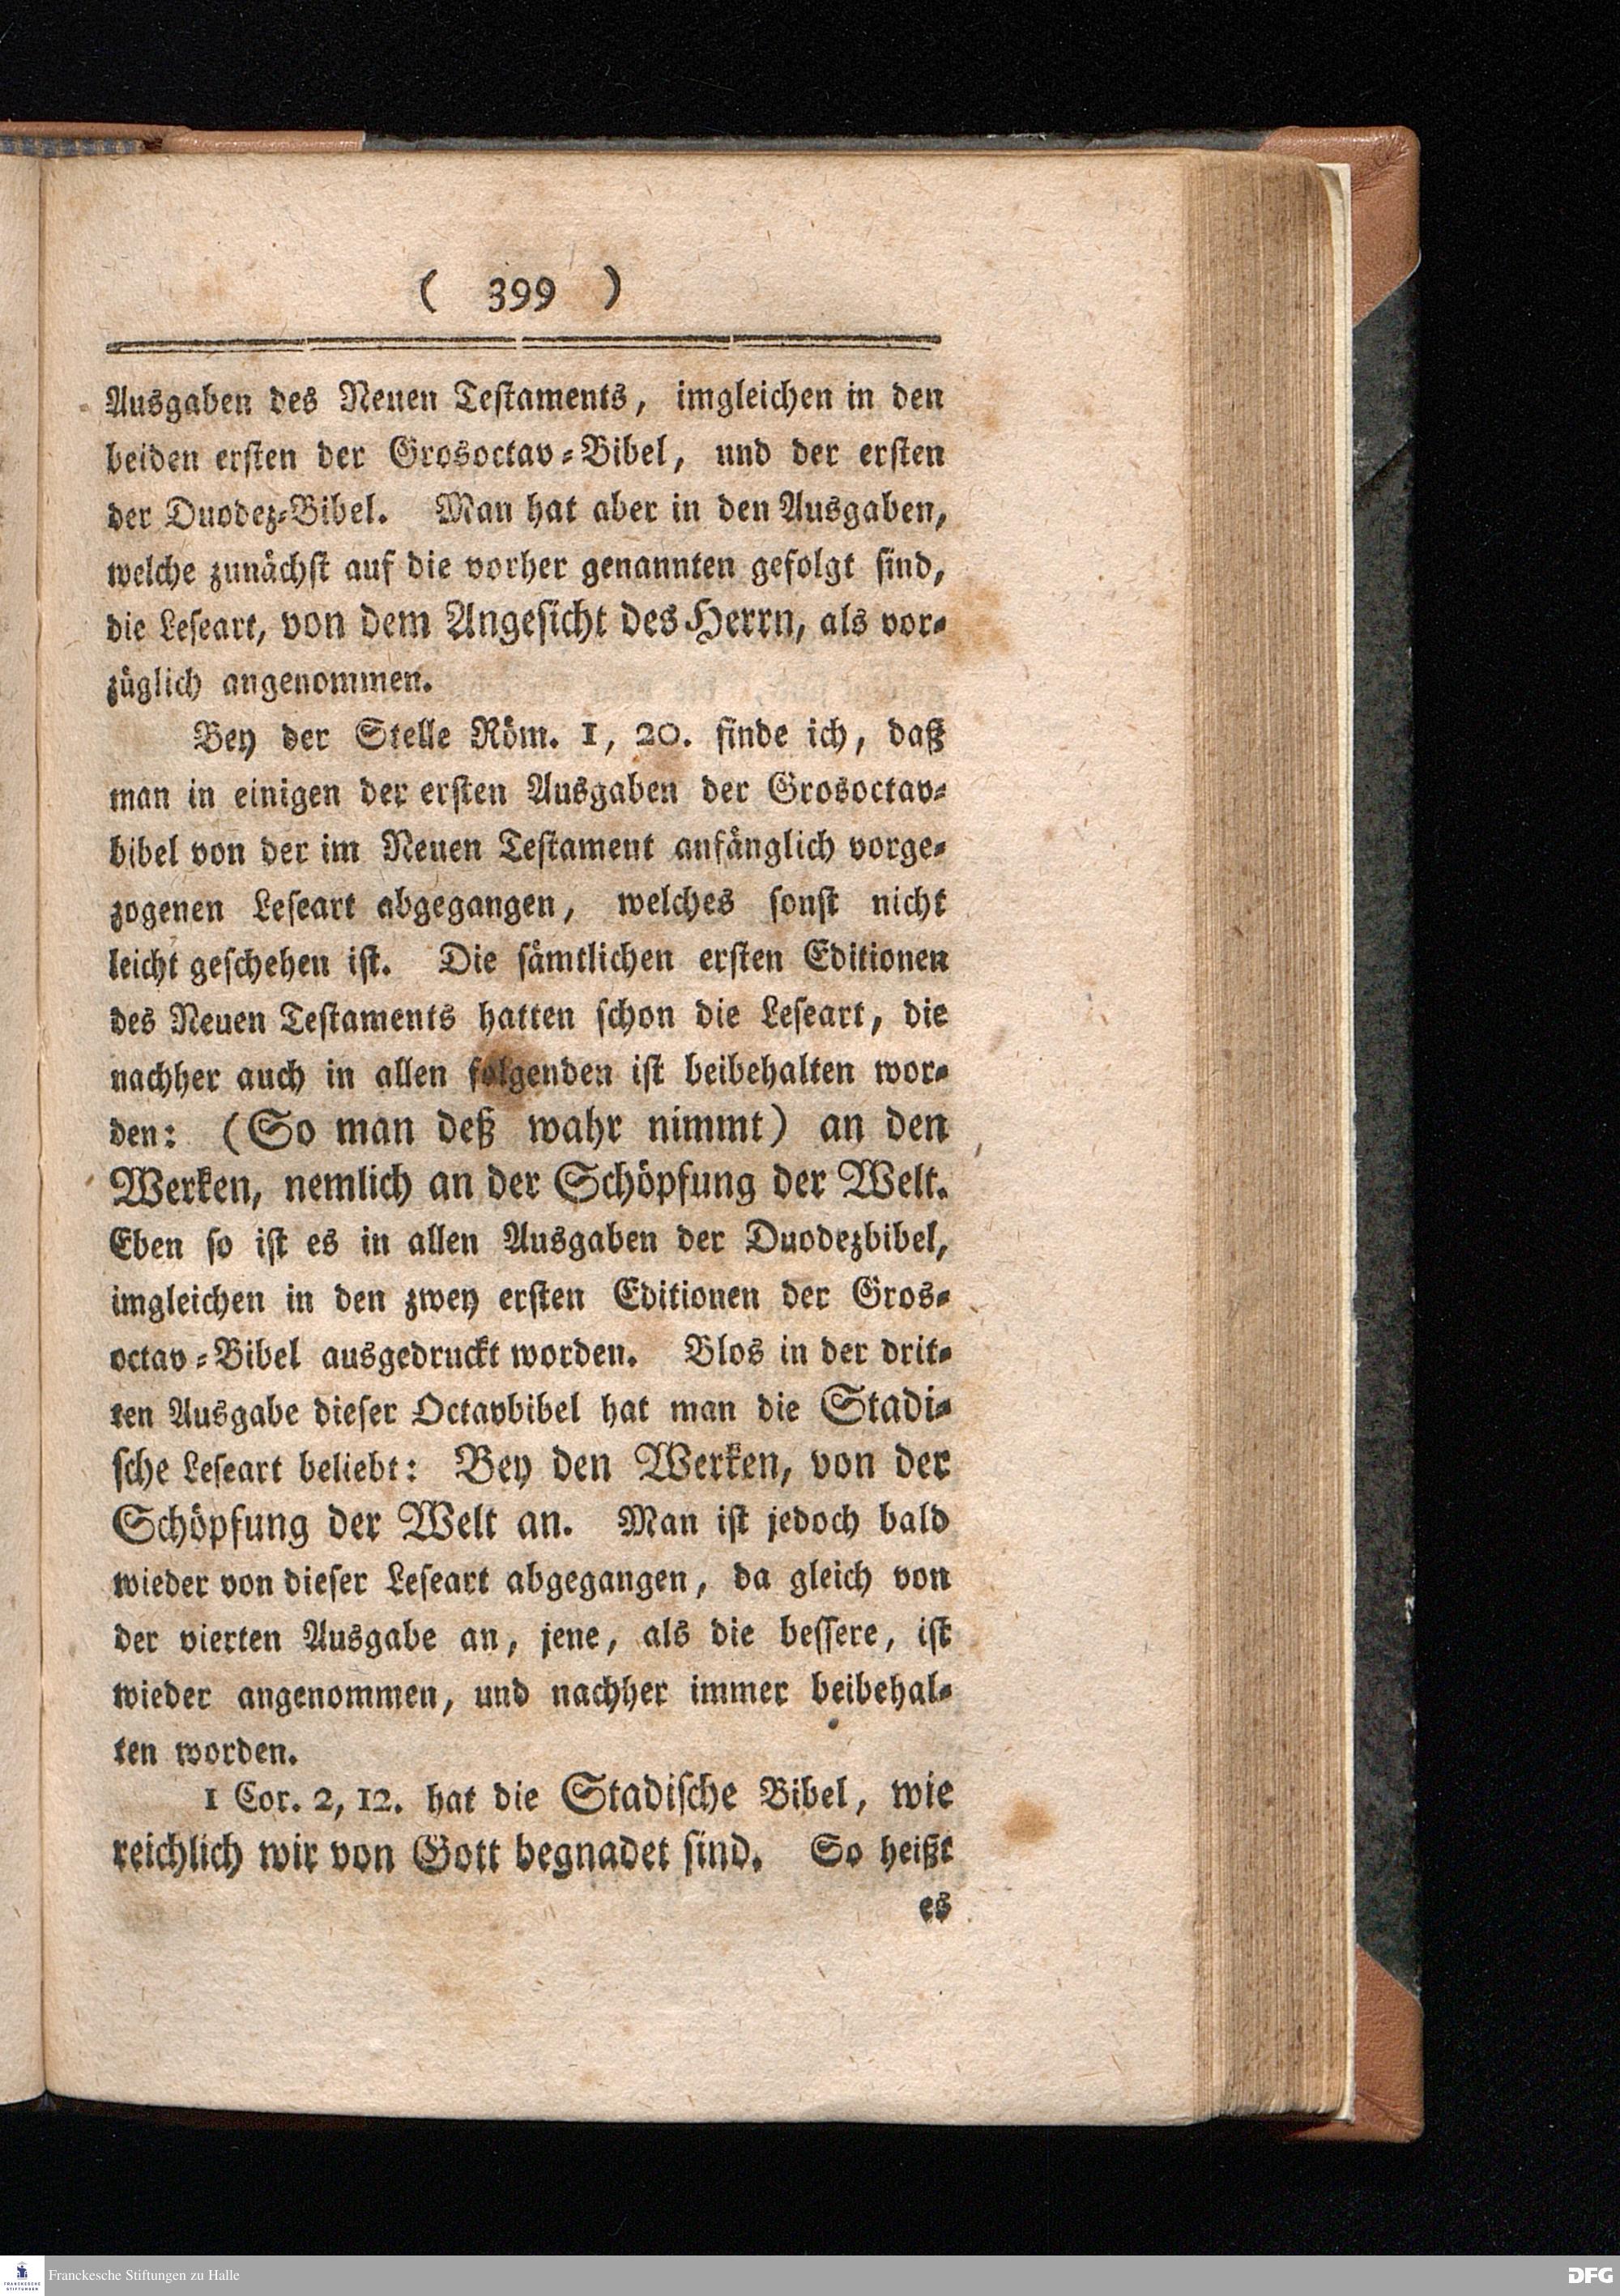 ( 399 )
Ausgaben des Neuen Testaments, imgleichen in den
beiden ersten der Grosoctav-Bibel, und der ersten
der Duodez-Bibel. Man hat aber in den Ausgaben,
welche zunächst auf die vorher genannten gefolgt sind,
die Leseart, von dem Angesicht des Herrn, als vor-
züglich angenommen.
Bey der Stelle Röm. 1, 20. finde ich, daß
man in einigen der ersten Ausgaben der Grosoctav-
bibel von der im Neuen Testament anfänglich vorge-
zogenen Leseart abgegangen, welches sonst nicht
leicht geschehen ist. Die sämtlichen ersten Editionen
des Neuen Testaments hatten schon die Leseart, die
nachher auch in allen folgenden ist beibehalten wor-
den: (So man deß wahr nimmt) an den
Werken, nemlich an der Schöpfung der Welt.
Eben so ist es in allen Ausgaben der Duodezbibel,
imgleichen in den zwey ersten Editionen der Gros-
octav-Bibel ausgedruckt worden. Blos in der drit-
ten Ausgabe dieser Octavbibel hat man die Stadi-
sche Leseart beliebt: Bey den Werken, von der
Schöpfung der Welt an. Man ist jedoch bald
wieder von dieser Leseart abgegangen, da gleich von
der vierten Ausgabe an, jene, als die bessere, ist
wieder angenommen, und nachher immer beibehal-
ten worden.
1 Cor. 2, 12. hat die Stadische Bibel, wie
reichlich wir von Gott begnadet sind. So heißt
es
FRANCKESCHE
STIFTUNGEN
Franckesche Stiftungen zu Halle
DFG